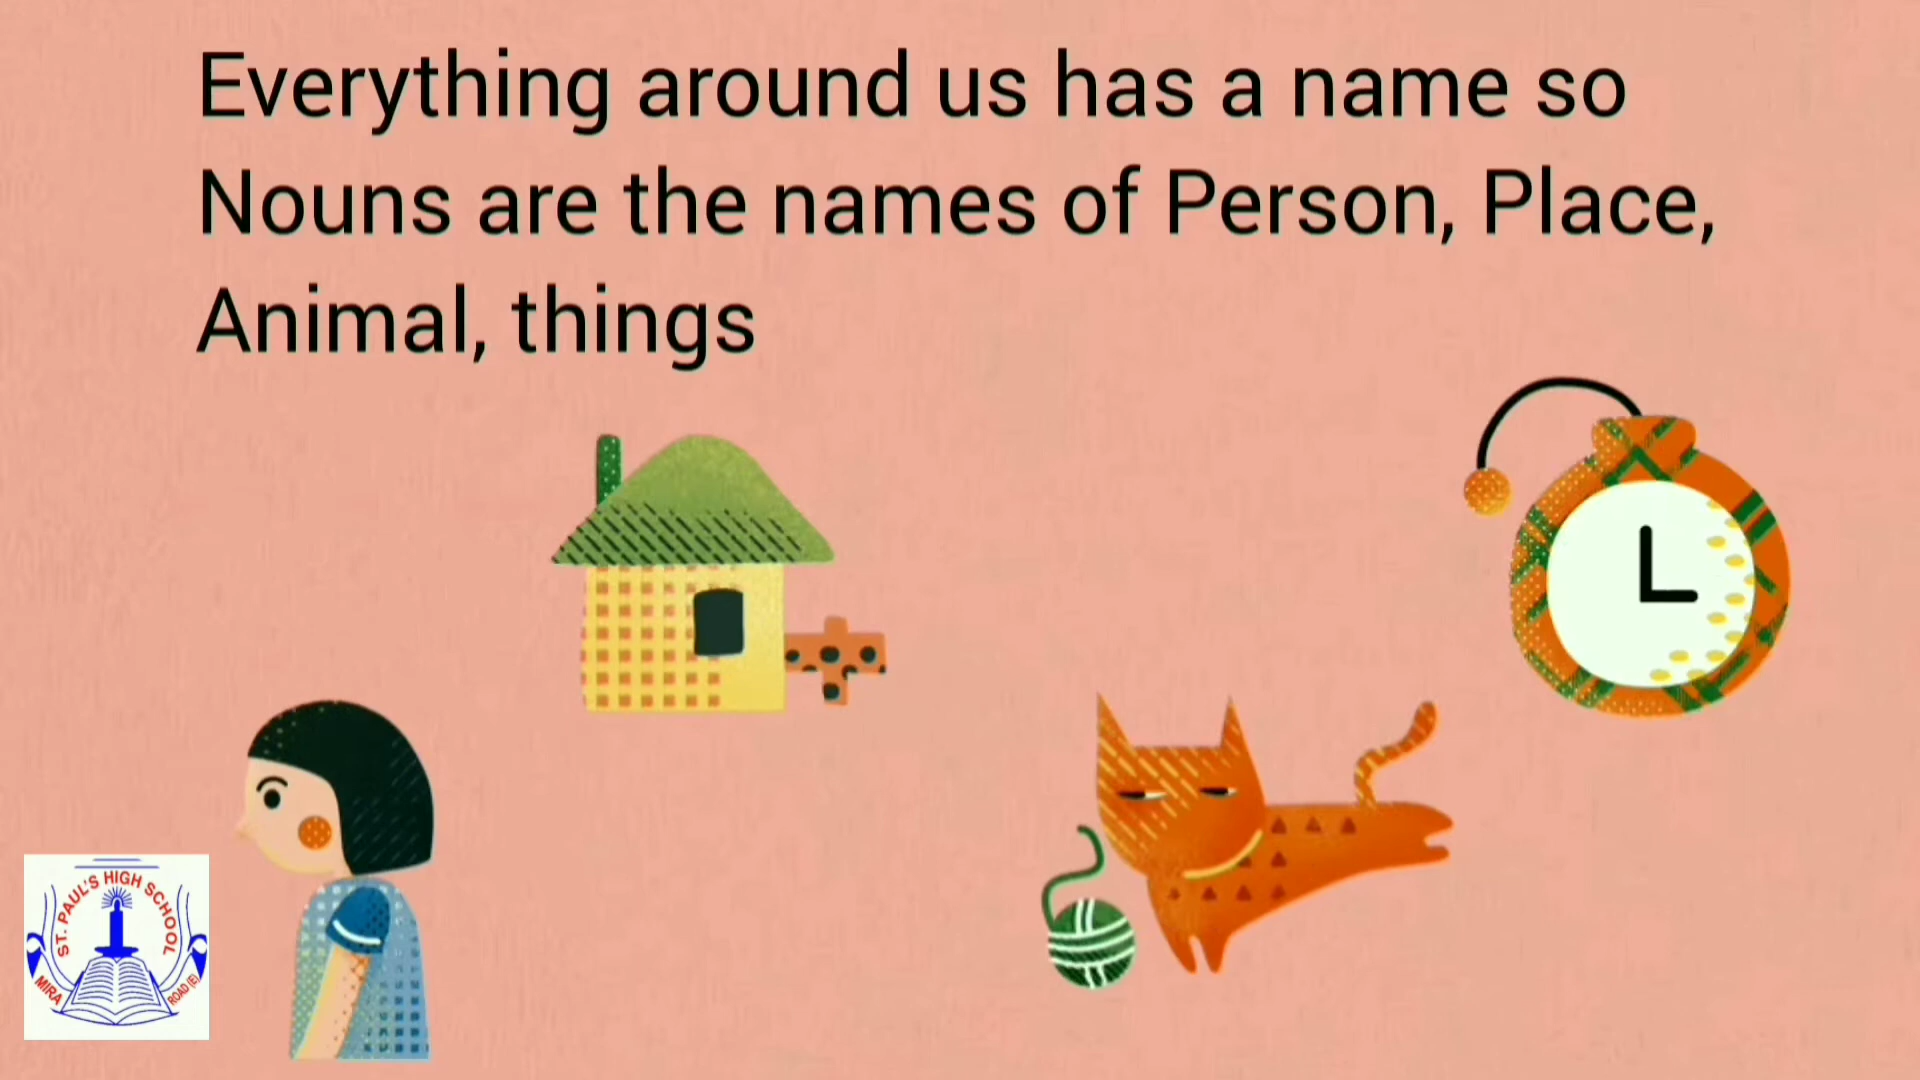 Everything around us has a name so
Nouns are the names of Person, Place,
Animal, things
ST. PAUL'S HIGH SCHOOL
MIRA ROAD (E)